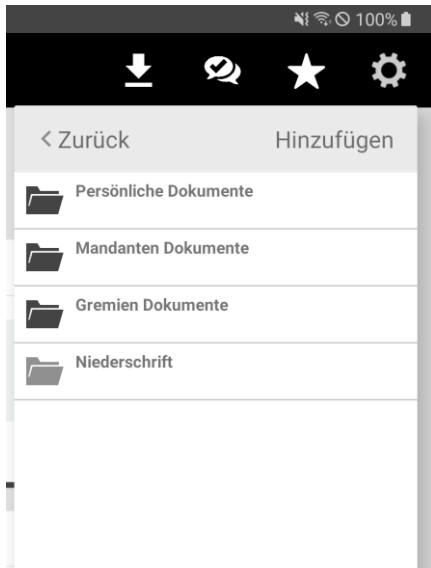 100%
< Zurück Hinzufügen
Persönliche Dokumente
Mandanten Dokumente
Gremien Dokumente
Niederschrift